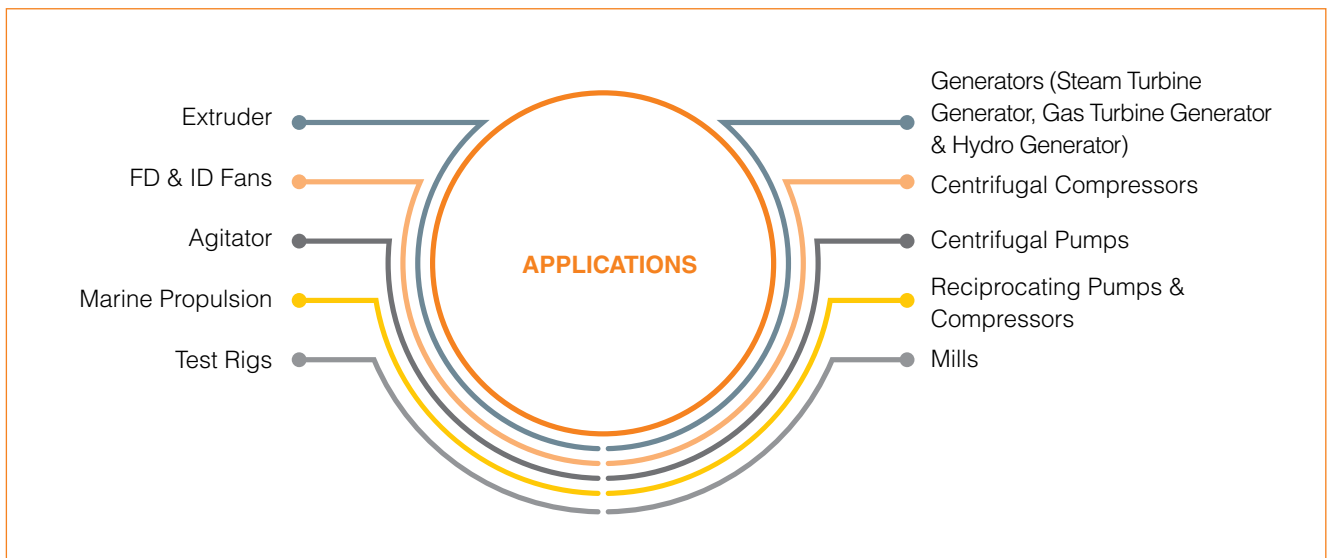 Extruder
FD & ID Fans
Agitator
Marine Propulsion
Test Rigs
APPLICATIONS
Generators (Steam Turbine
Generator, Gas Turbine Generator
& Hydro Generator)
Centrifugal Compressors
Centrifugal Pumps
Reciprocating Pumps &
Compressors
Mills